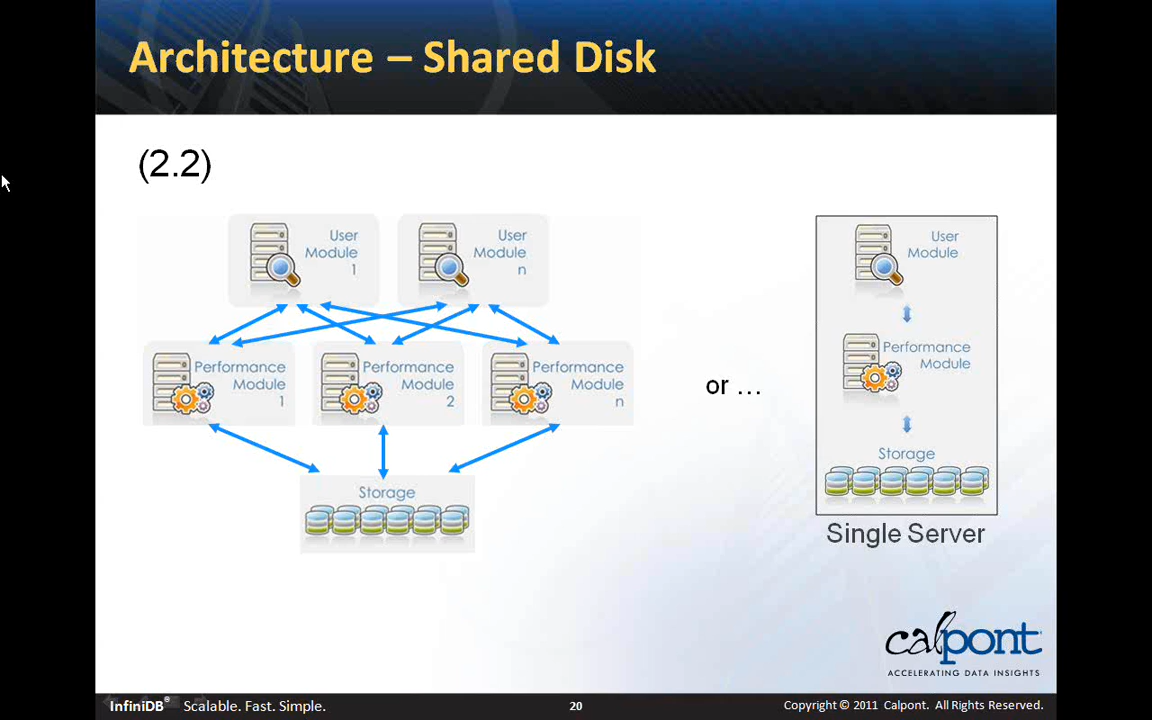 Architecture – Shared Disk
(2.2)
User
Module
1
User
Module
n
Performance
Module
1
Performance
Module
2
Performance
Module
n
Storage
or …
User
Module
Performance
Module
Storage
Single Server
calpont
ACCELERATING DATA INSIGHTS
InfiniDB® Scalable. Fast. Simple.
20
Copyright © 2011 Calpont. All Rights Reserved.